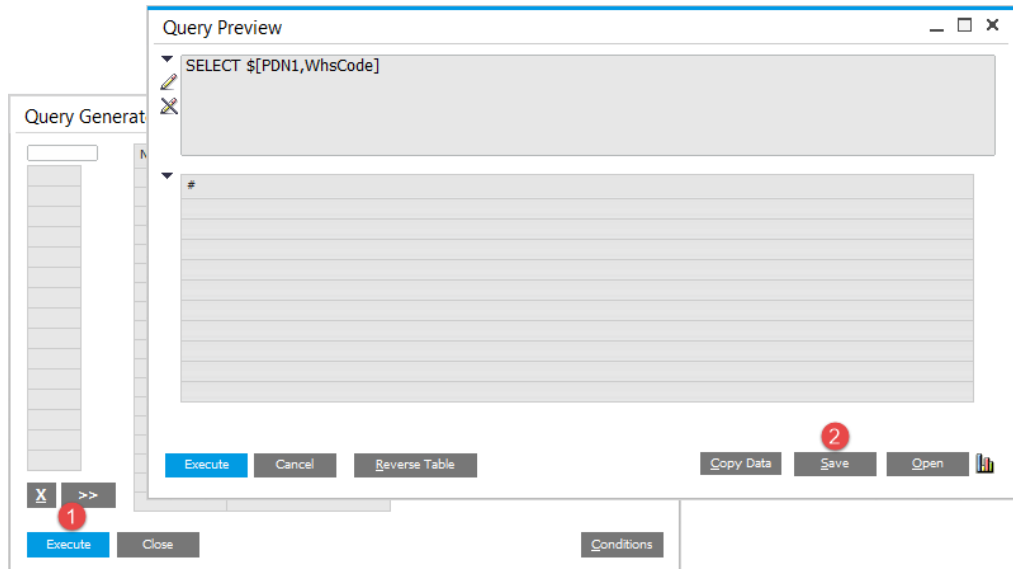 Query Preview
SELECT $[PDN1,WhsCode]
Query Generat
#
2
Execute Cancel Reverse Table Copy Data Save Open
X >>
1
Execute Close Conditions